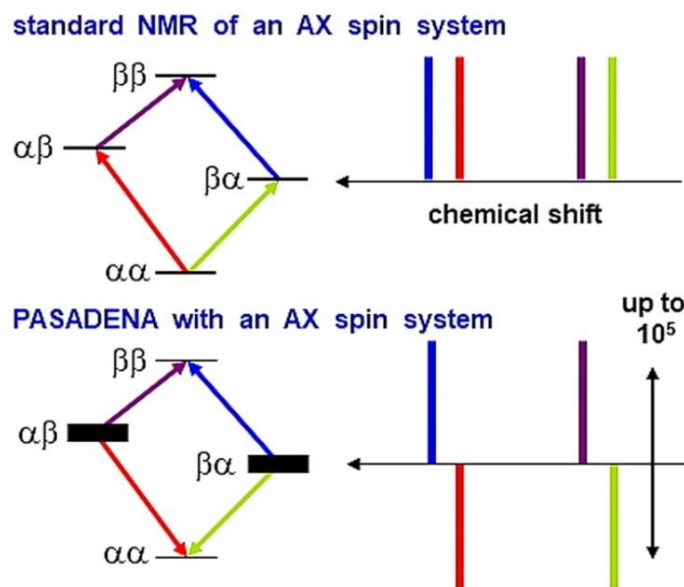 standard NMR of an AX spin system
ββ
αβ
βα
αα
chemical shift
PASADENA with an AX spin system
up to
10⁵
ββ
αβ
βα
αα